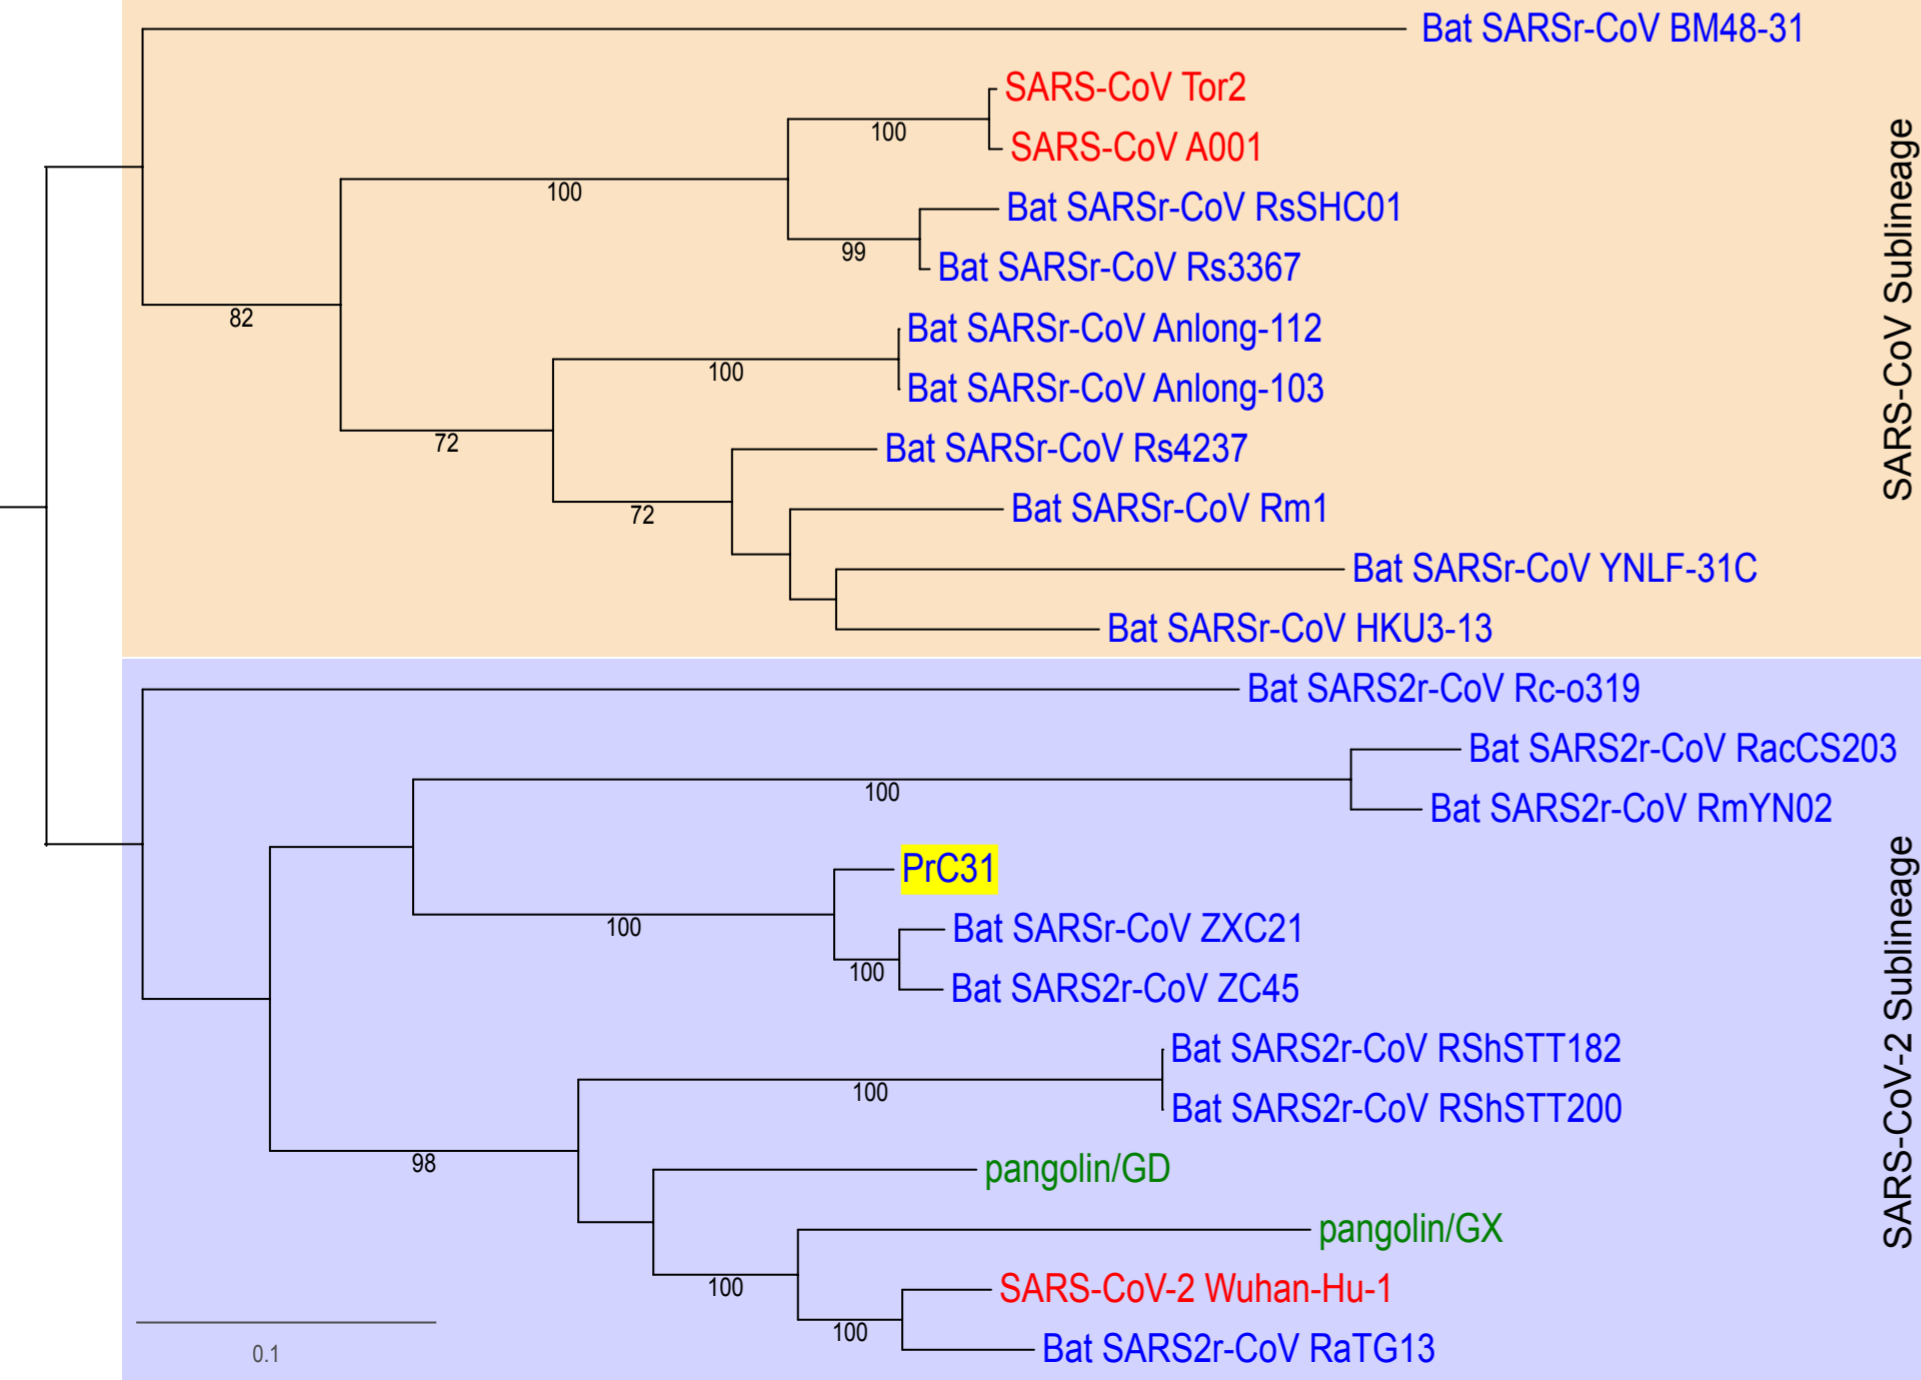 Bat SARSr-CoV BM48-31
SARS-CoV Tor2
100
SARS-CoV A001
100
Bat SARSr-CoV RsSHC01
99
Bat SARSr-CoV Rs3367
82
Bat SARSr-CoV Anlong-112
100
Bat SARSr-CoV Anlong-103
72
Bat SARSr-CoV Rs4237
72
Bat SARSr-CoV Rm1
Bat SARSr-CoV YNLF-31C
Bat SARSr-CoV HKU3-13
SARS-CoV Sublineage
Bat SARS2r-CoV Rc-o319
Bat SARS2r-CoV RacCS203
100
Bat SARS2r-CoV RmYN02
PrC31
100
Bat SARSr-CoV ZXC21
100
Bat SARS2r-CoV ZC45
Bat SARS2r-CoV RShSTT182
100
Bat SARS2r-CoV RShSTT200
98
pangolin/GD
pangolin/GX
100
SARS-CoV-2 Wuhan-Hu-1
100
Bat SARS2r-CoV RaTG13
0.1
SARS-CoV-2 Sublineage